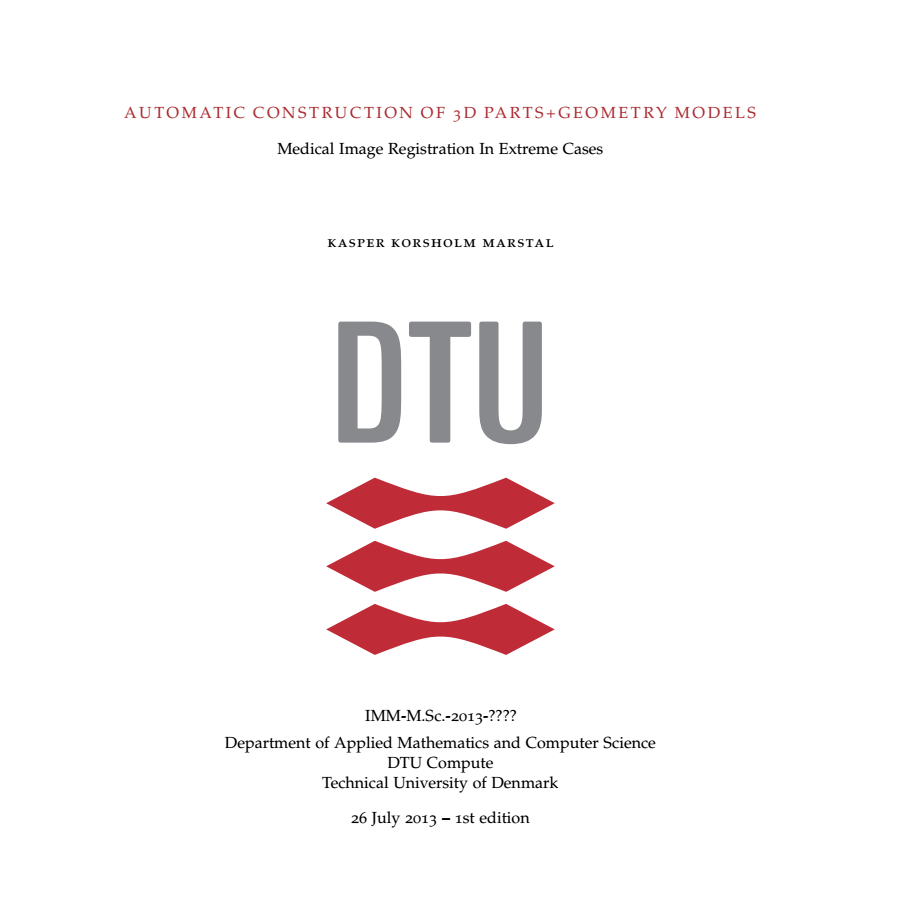 AUTOMATIC CONSTRUCTION OF 3D PARTS+GEOMETRY MODELS
Medical Image Registration In Extreme Cases
KASPER KORSHOLM MARSTAL
DTU
IMM-M.Sc.-2013-????
Department of Applied Mathematics and Computer Science
DTU Compute
Technical University of Denmark
26 July 2013 – 1st edition